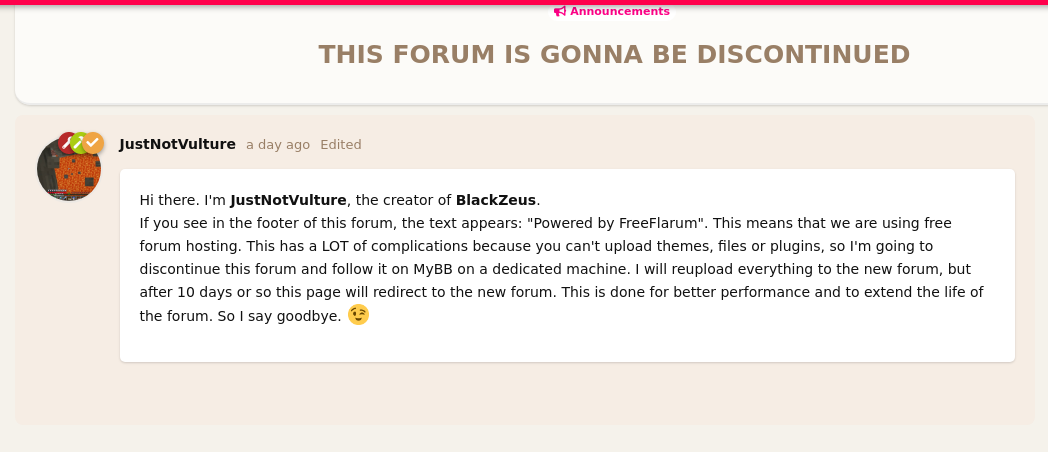 Announcements
THIS FORUM IS GONNA BE DISCONTINUED
JustNotVulture a day ago Edited
Hi there. I'm JustNotVulture, the creator of BlackZeus.
If you see in the footer of this forum, the text appears: "Powered by FreeFlarum". This means that we are using free
forum hosting. This has a LOT of complications because you can't upload themes, files or plugins, so I'm going to
discontinue this forum and follow it on MyBB on a dedicated machine. I will reupload everything to the new forum, but
after 10 days or so this page will redirect to the new forum. This is done for better performance and to extend the life of
the forum. So I say goodbye. 😉